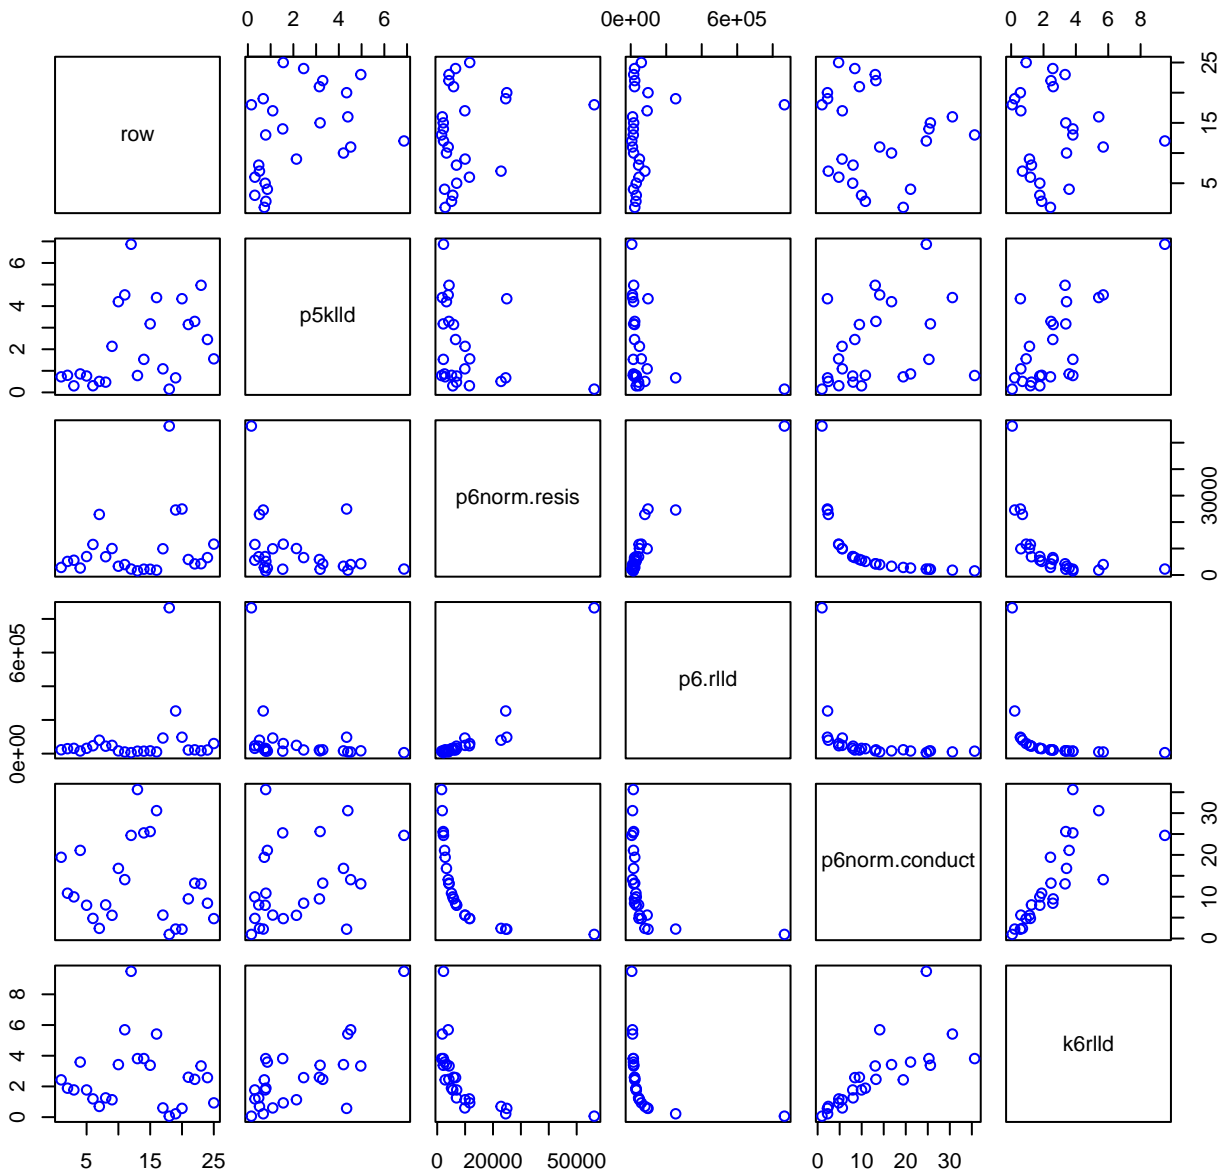 0 2 4 6 0e+00 6e+05 0 2 4 6 8
row 5 15 25
0 2 4 6 p5klld
p6norm.resis 0 30000
0e+00 6e+05 p6.rlld
p6norm.conduct 0 10 20 30
0 2 4 6 8 k6rlld
5 15 25 0 20000 50000 0 10 20 30